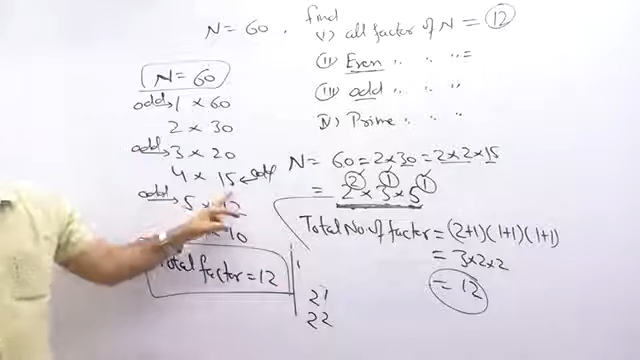 N = 60 , find
(i) all factor of N = 12
(ii) Even " " " =
(iii) odd " " "
iv) Prime " " "
N = 60
odd → 1 × 60
2 × 30
odd → 3 × 20
4 × 15 ← odd
odd → 5 × 12
× 10
Total factor = 12
N = 60 = 2 × 30 = 2 × 2 × 15
= 2² × 3¹ × 5¹
Total No of factor = (2+1) (1+1) (1+1)
= 3×2×2
= 12
2¹
2²